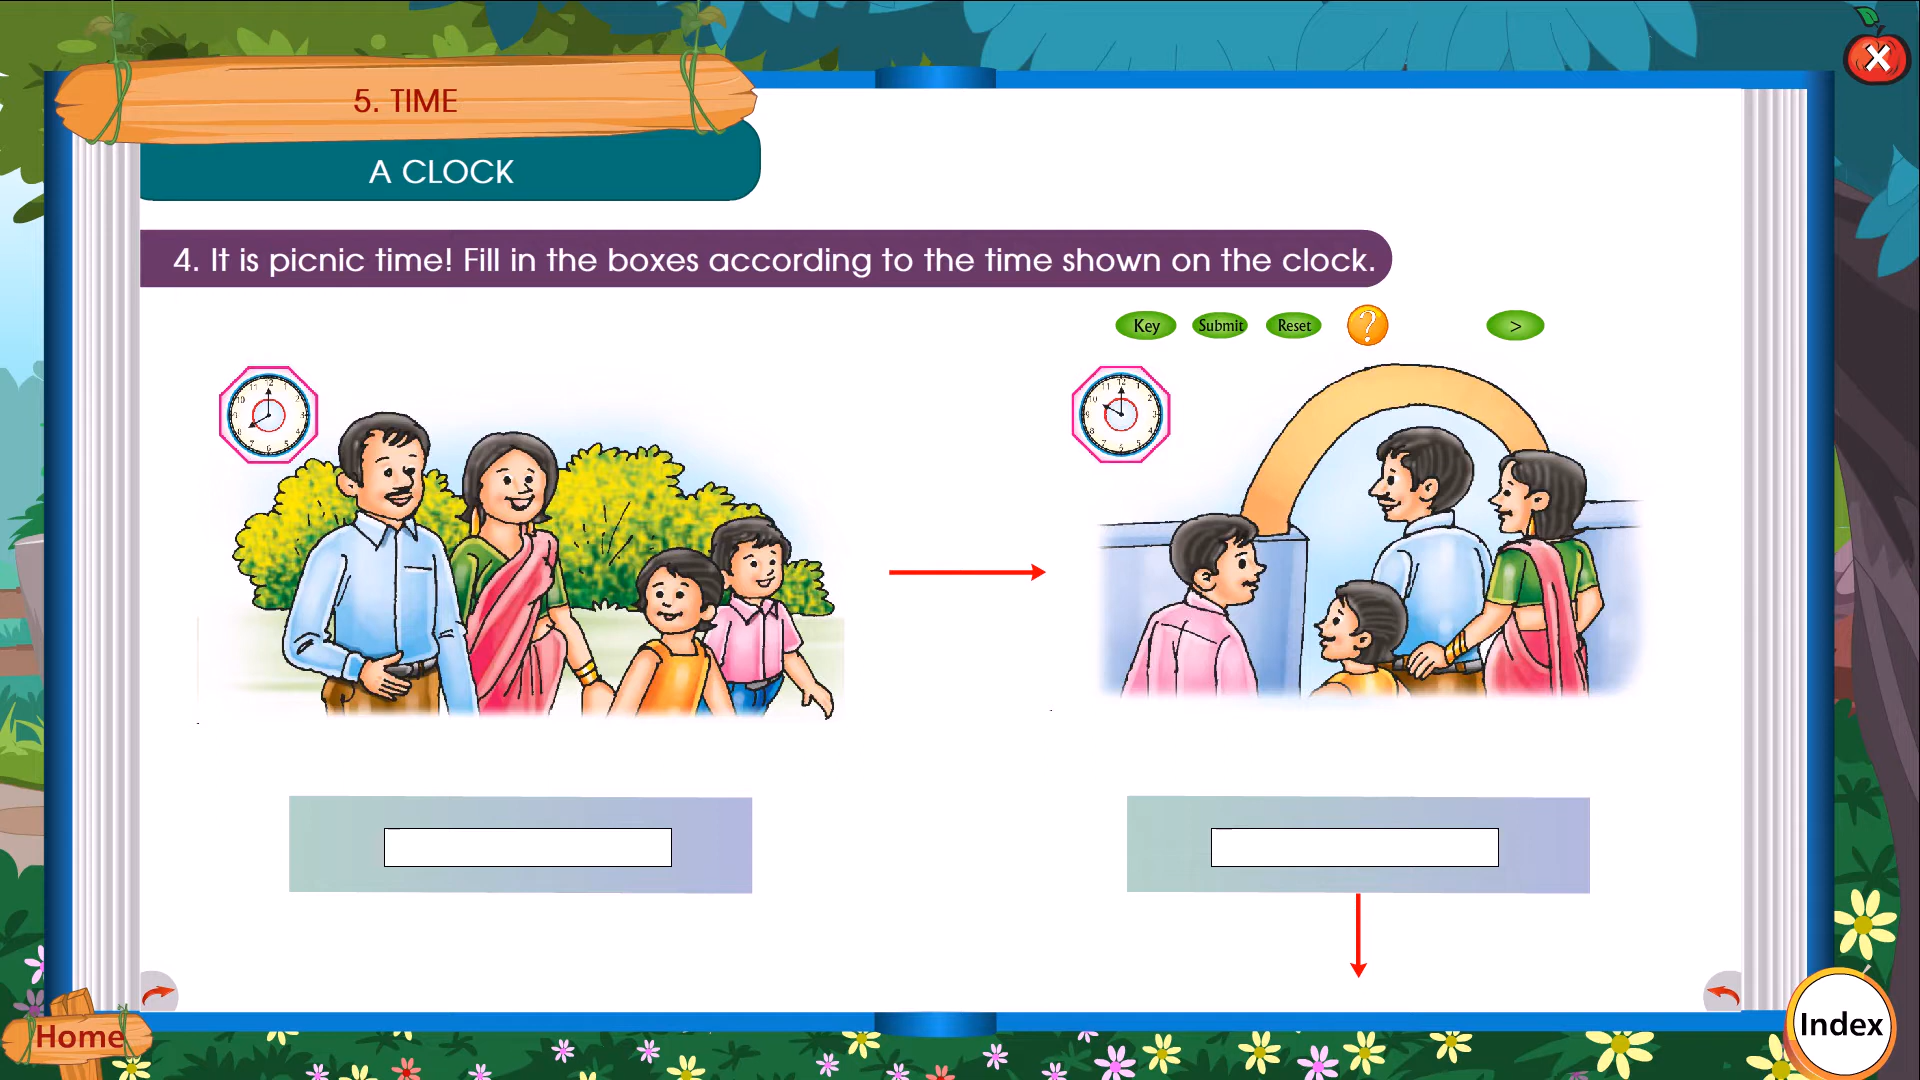 5. TIME
A CLOCK
4. It is picnic time! Fill in the boxes according to the time shown on the clock.
Key Submit Reset ? >
Home
Index